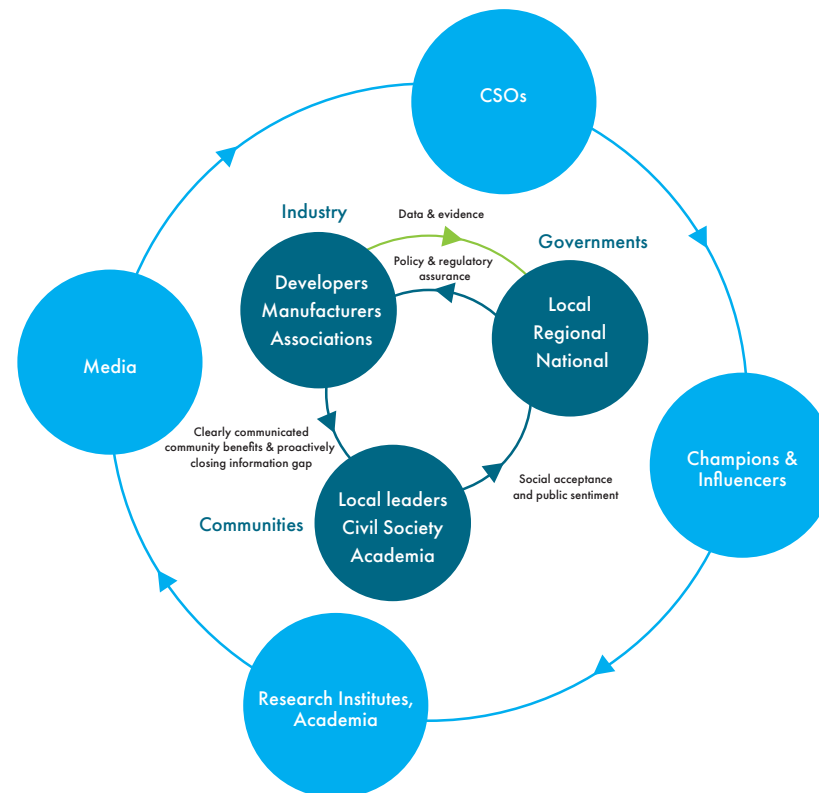 CSOs
Industry
Data & evidence
Governments
Policy & regulatory
assurance
Developers
Manufacturers
Associations
Local
Regional
National
Media
Clearly communicated
community benefits & proactively
closing information gap
Champions &
Influencers
Social acceptance
and public sentiment
Communities
Local leaders
Civil Society
Academia
Research Institutes,
Academia